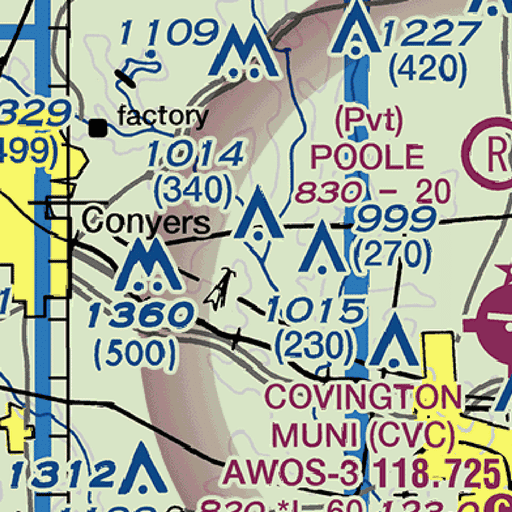 1109
1227
(420)
329
(499)
factory
(Pvt)
POOLE
830 - 20
R
1014
(340)
Conyers
999
(270)
1360
(500)
1015
(230)
COVINGTON
MUNI (CVC)
AWOS-3 118.725
1312